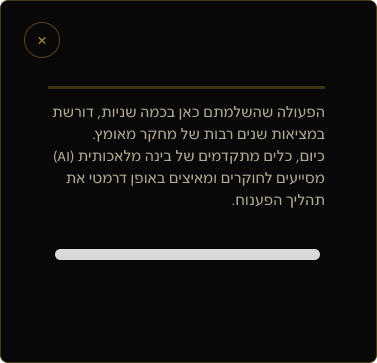 הפעולה שהשלמתם כאן בכמה שניות, דורשת
במציאות שנים רבות של מחקר מאומץ.
כיום, כלים מתקדמים של בינה מלאכותית (AI)
מסייעים לחוקרים ומאיצים באופן דרמטי את
תהליך הפענוח.